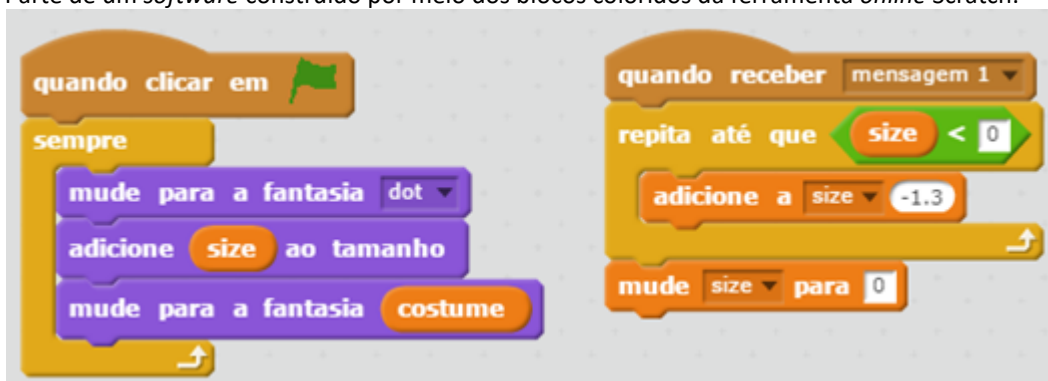 Parte de um software construído por meio dos blocos coloridos da ferramenta online Scratch.
quando clicar em
sempre
mude para a fantasia dot
adicione size ao tamanho
mude para a fantasia costume
quando receber mensagem 1
repita até que size < 0
adicione a size -1.3
mude size para 0